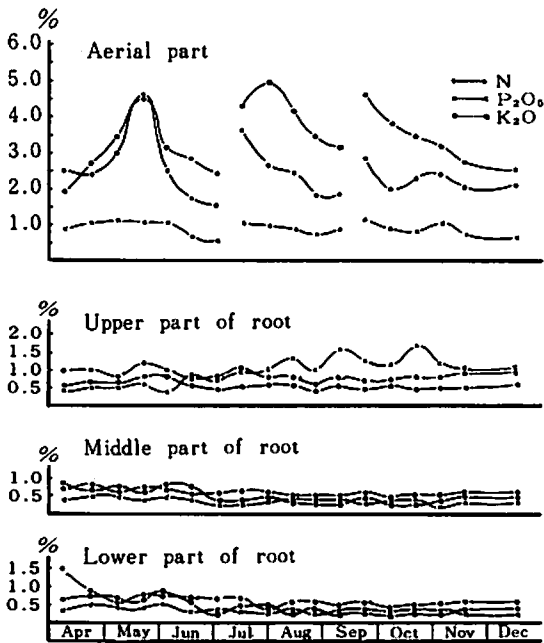 %
6.0
Aerial part
5.0
N
P₂O₅
K₂O
4.0
3.0
2.0
1.0
%
Upper part of root
2.0
1.5
1.0
0.5
%
Middle part of root
1.0
0.5
%
Lower part of root
1.5
1.0
0.5
Apr May Jun Jul Aug Sep Oct Nov Dec